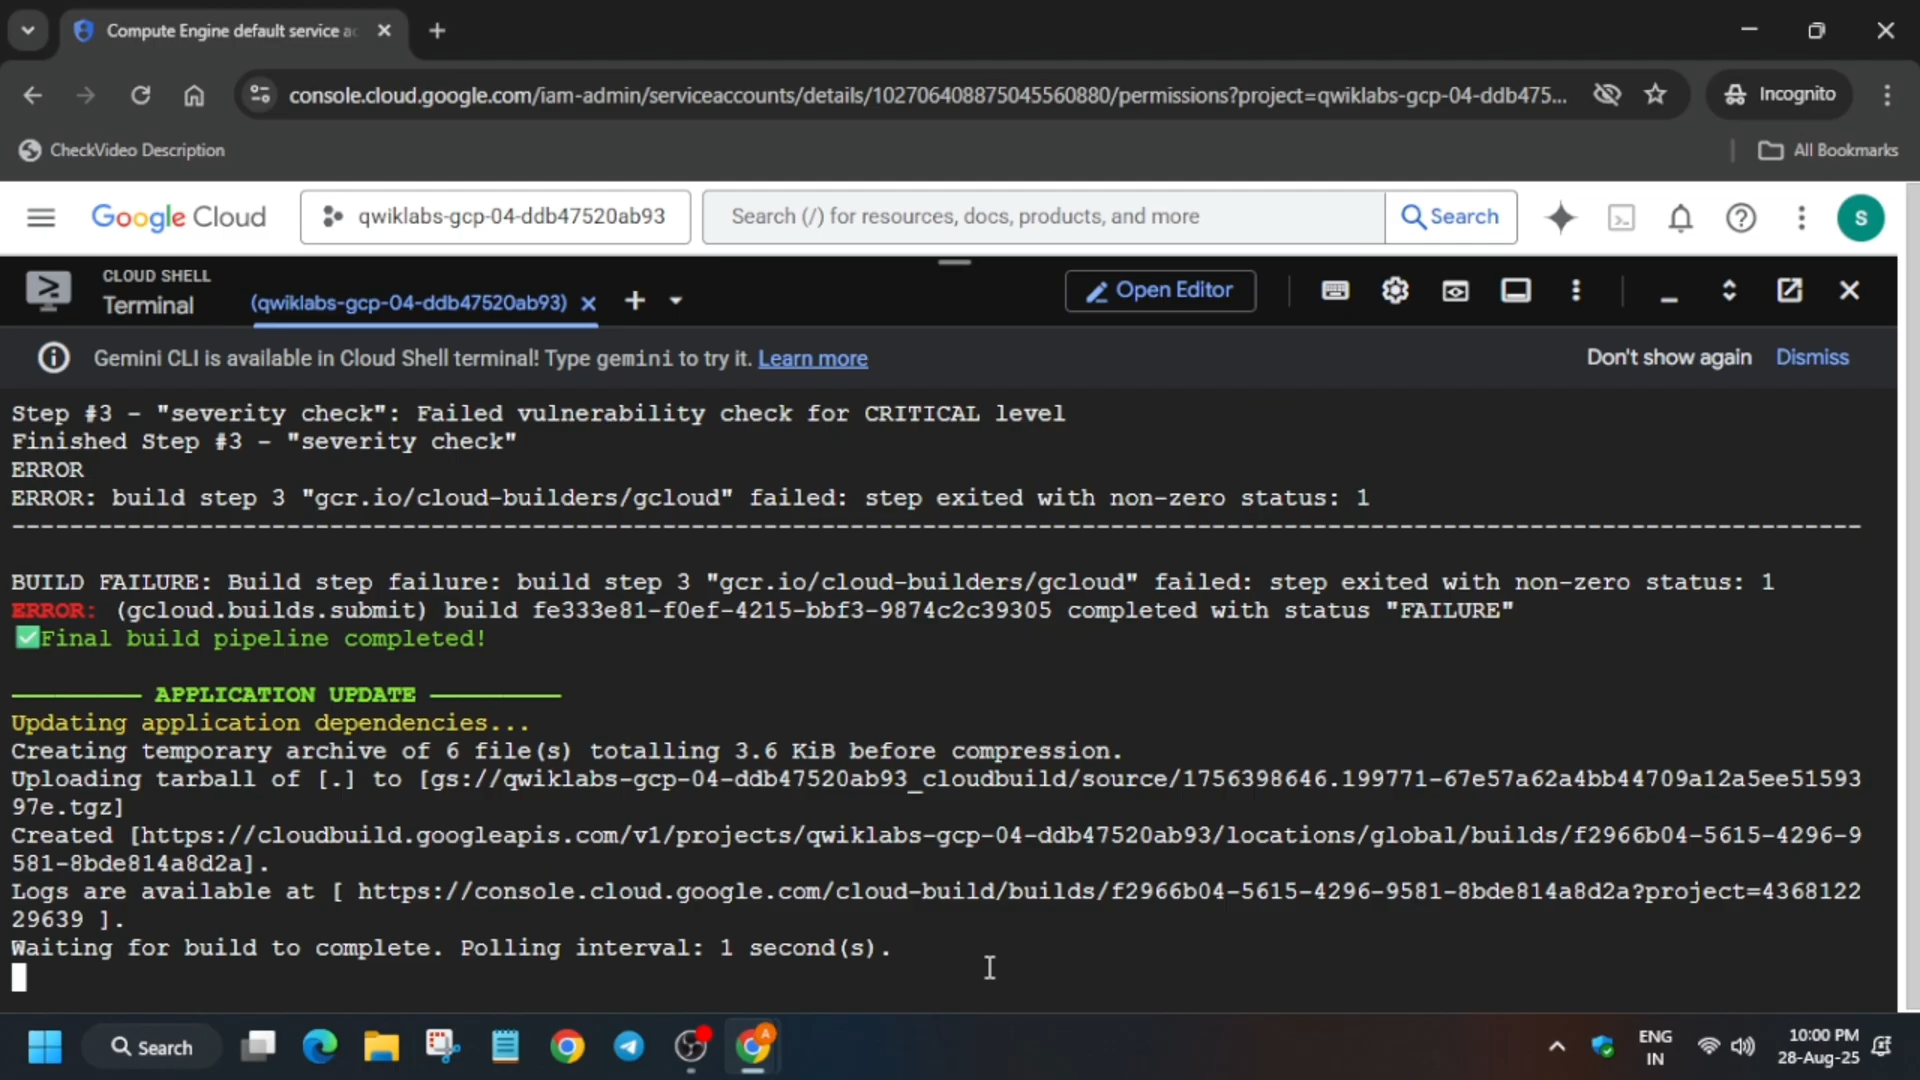 Compute Engine default service ac
console.cloud.google.com/iam-admin/serviceaccounts/details/102706408875045560880/permissions?project=qwiklabs-gcp-04-ddb475...
Incognito
CheckVideo Description
All Bookmarks
Google Cloud
qwiklabs-gcp-04-ddb47520ab93
Search (/) for resources, docs, products, and more
Search
S
CLOUD SHELL
Terminal
(qwiklabs-gcp-04-ddb47520ab93)
Open Editor
Gemini CLI is available in Cloud Shell terminal! Type gemini to try it. Learn more
Don't show again
Dismiss
Step #3 - "severity check": Failed vulnerability check for CRITICAL level
Finished Step #3 - "severity check"
ERROR
ERROR: build step 3 "gcr.io/cloud-builders/gcloud" failed: step exited with non-zero status: 1
BUILD FAILURE: Build step failure: build step 3 "gcr.io/cloud-builders/gcloud" failed: step exited with non-zero status: 1
ERROR: (gcloud.builds.submit) build fe333e81-f0ef-4215-bbf3-9874c2c39305 completed with status "FAILURE"
✅Final build pipeline completed!
APPLICATION UPDATE
Updating application dependencies...
Creating temporary archive of 6 file(s) totalling 3.6 KiB before compression.
Uploading tarball of [.] to [gs://qwiklabs-gcp-04-ddb47520ab93_cloudbuild/source/1756398646.199771-67e57a62a4bb44709a12a5ee51593
97e.tgz]
Created [https://cloudbuild.googleapis.com/v1/projects/qwiklabs-gcp-04-ddb47520ab93/locations/global/builds/f2966b04-5615-4296-9
581-8bde814a8d2a].
Logs are available at [ https://console.cloud.google.com/cloud-build/builds/f2966b04-5615-4296-9581-8bde814a8d2a?project=4368122
29639 ].
Waiting for build to complete. Polling interval: 1 second(s).
Search
ENG
IN
10:00 PM
28-Aug-25